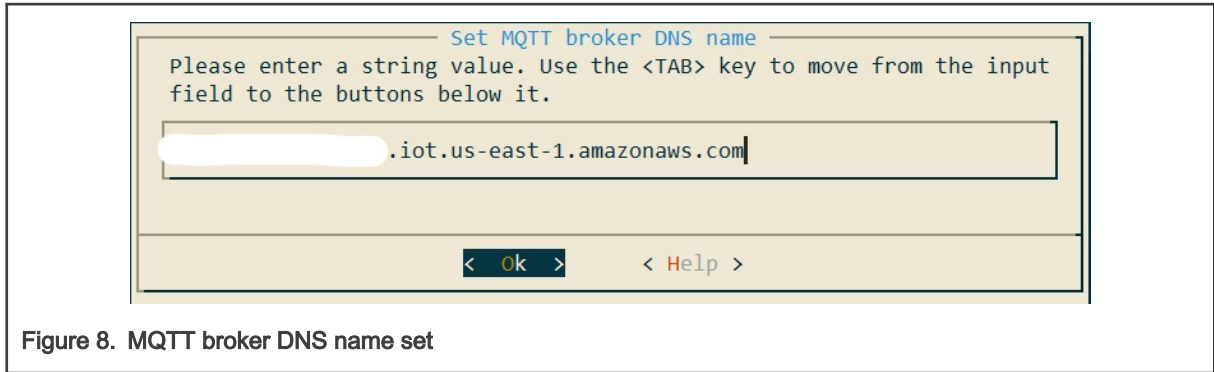 Set MQTT broker DNS name
Please enter a string value. Use the <TAB> key to move from the input
field to the buttons below it.
.iot.us-east-1.amazonaws.com
< Ok > < Help >
Figure 8. MQTT broker DNS name set